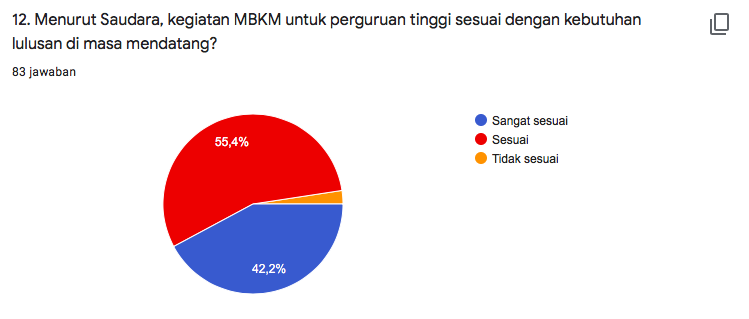 12. Menurut Saudara, kegiatan MBKM untuk perguruan tinggi sesuai dengan kebutuhan
lulusan di masa mendatang?
83 jawaban
55,4%
42,2%
Sangat sesuai
Sesuai
Tidak sesuai